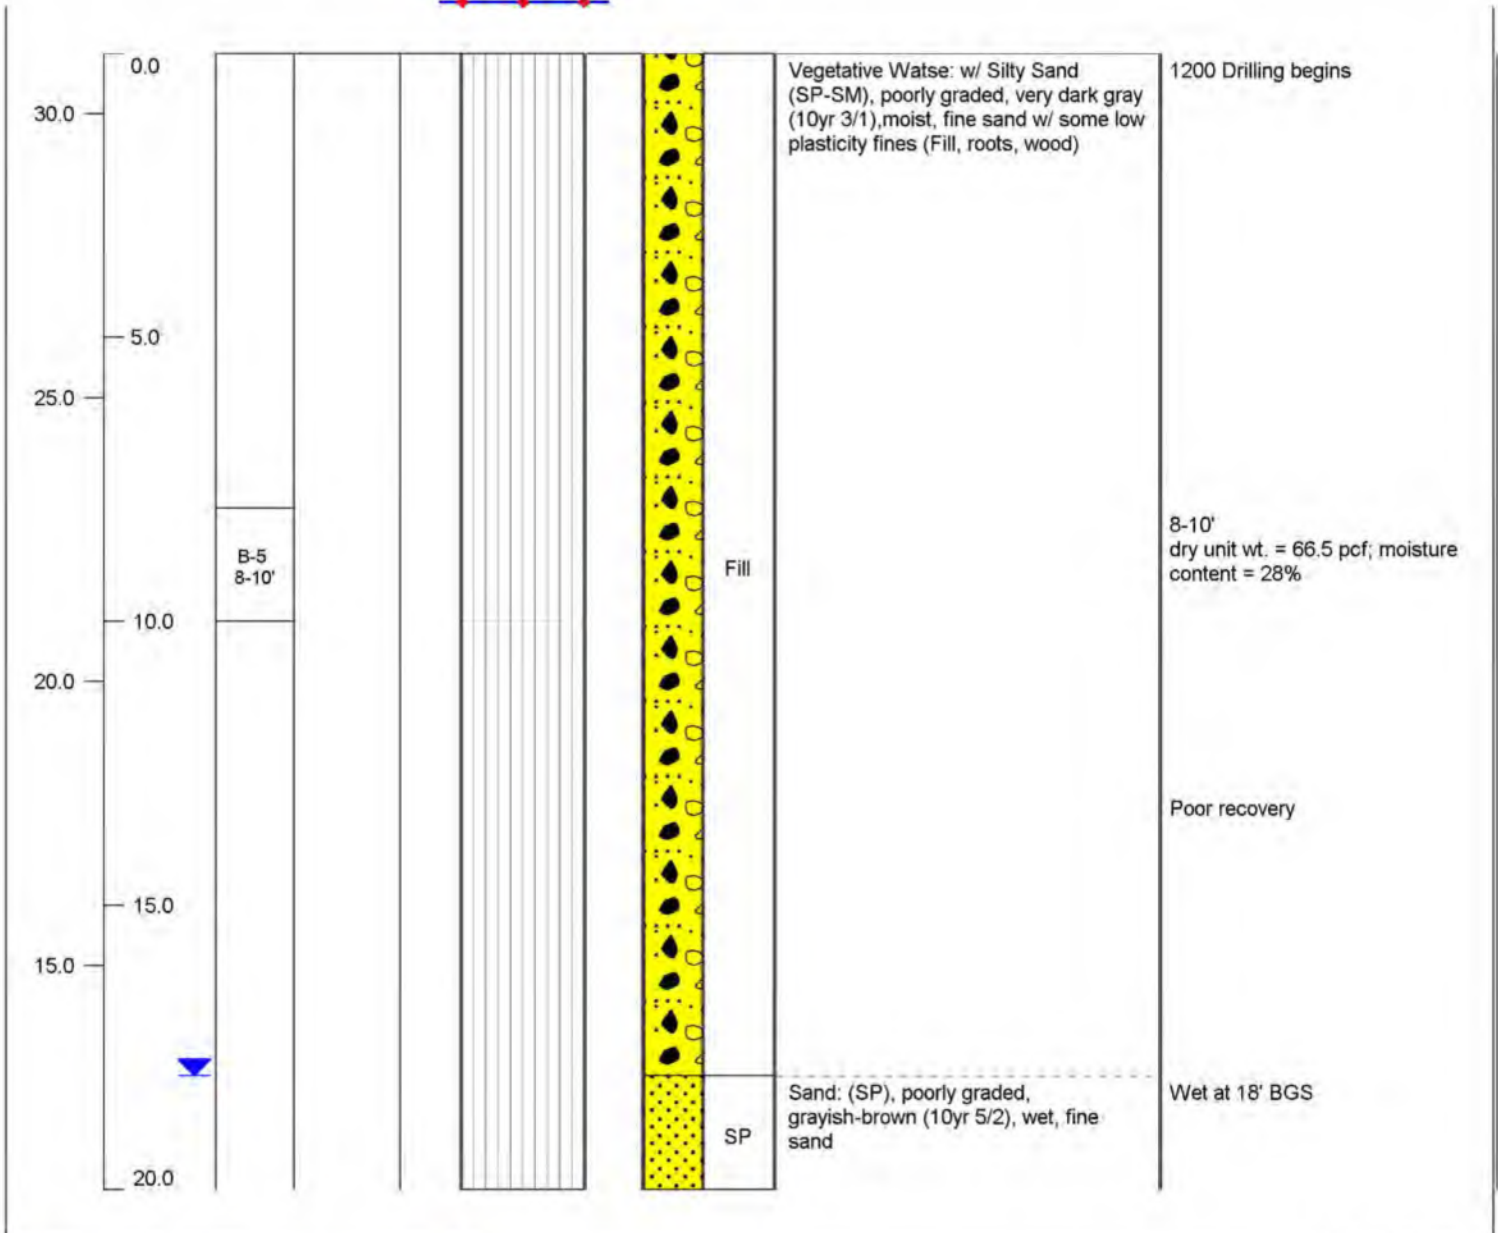 0.0
30.0
5.0
25.0
B-5
8-10'
10.0
20.0
15.0
15.0
20.0
Fill
SP
Vegetative Watse: w/ Silty Sand
(SP-SM), poorly graded, very dark gray
(10yr 3/1),moist, fine sand w/ some low
plasticity fines (Fill, roots, wood)
Sand: (SP), poorly graded,
grayish-brown (10yr 5/2), wet, fine
sand
1200 Drilling begins
8-10'
dry unit wt. = 66.5 pcf; moisture
content = 28%
Poor recovery
Wet at 18' BGS